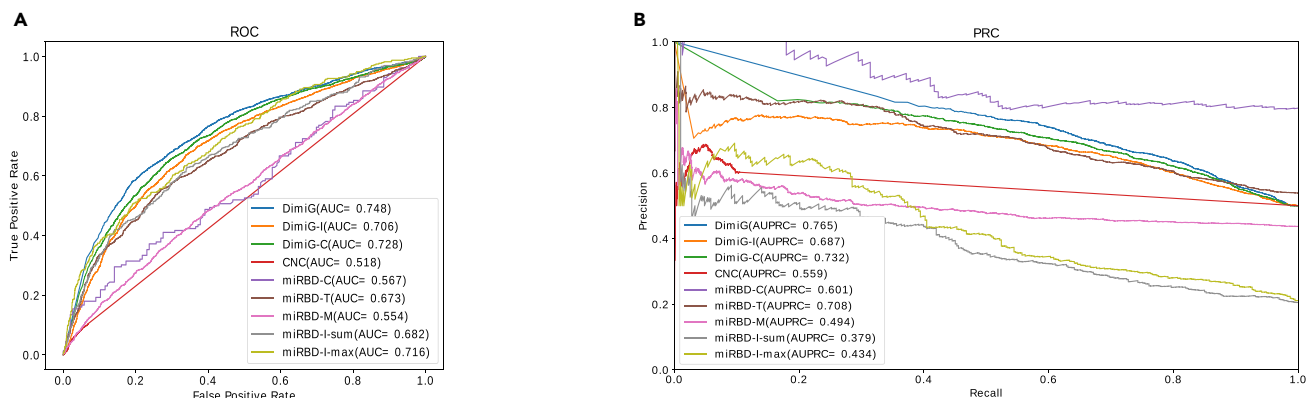 A
ROC
True Positive Rate
1.0
0.8
0.6
0.4
0.2
0.0
DimiG(AUC= 0.748)
DimiG-I(AUC= 0.706)
DimiG-C(AUC= 0.728)
CNC(AUC= 0.518)
miRBD-C(AUC= 0.567)
miRBD-T(AUC= 0.673)
miRBD-M(AUC= 0.554)
miRBD-I-sum(AUC= 0.682)
miRBD-I-max(AUC= 0.716)
0.0 0.2 0.4 0.6 0.8 1.0
False Positive Rate
B
PRC
Precision
1.0
0.8
0.6
0.4
0.2
0.0
DimiG(AUPRC= 0.765)
DimiG-I(AUPRC= 0.687)
DimiG-C(AUPRC= 0.732)
CNC(AUPRC= 0.559)
miRBD-C(AUPRC= 0.601)
miRBD-T(AUPRC= 0.708)
miRBD-M(AUPRC= 0.494)
miRBD-I-sum(AUPRC= 0.379)
miRBD-I-max(AUPRC= 0.434)
0.0 0.2 0.4 0.6 0.8 1.0
Recall